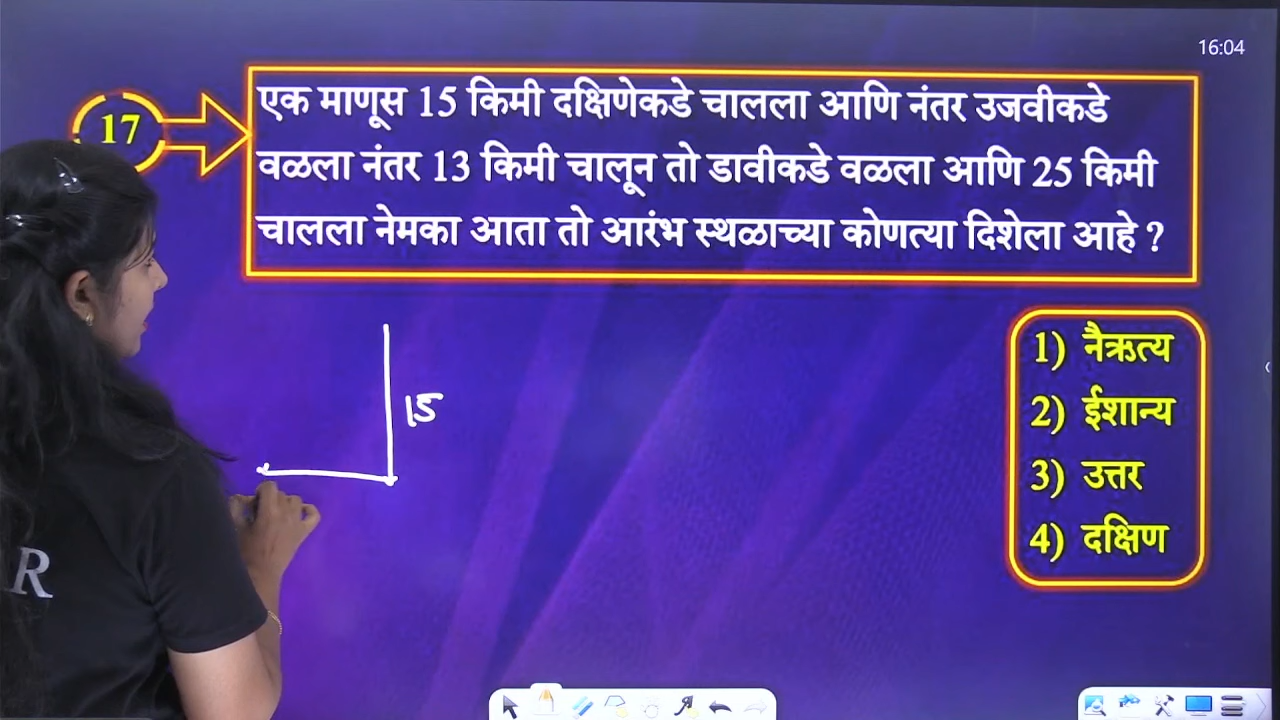 16:04
17
एक माणूस 15 किमी दक्षिणेकडे चालला आणि नंतर उजवीकडे
वळला नंतर 13 किमी चालून तो डावीकडे वळला आणि 25 किमी
चालला नेमका आता तो आरंभ स्थळाच्या कोणत्या दिशेला आहे ?
1) नैऋत्य
2) ईशान्य
3) उत्तर
4) दक्षिण
15
R